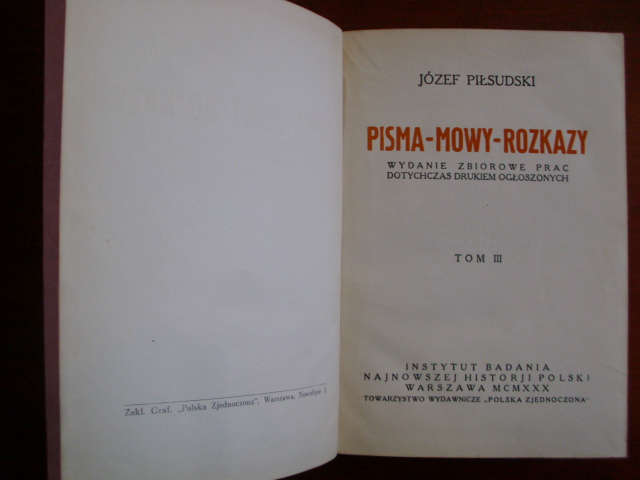 Zakł. Graf. „Polska Zjednoczona", Warszawa, Nowolipie 2
JÓZEF PIŁSUDSKI
PISMA-MOWY-ROZKAZY
WYDANIE ZBIOROWE PRAC
DOTYCHCZAS DRUKIEM OGŁOSZONYCH
TOM III
INSTYTUT BADANIA
NAJNOWSZEJ HISTORJI POLSKI
WARSZAWA MCMXXX
TOWARZYSTWO WYDAWNICZE „POLSKA ZJEDNOCZONA"